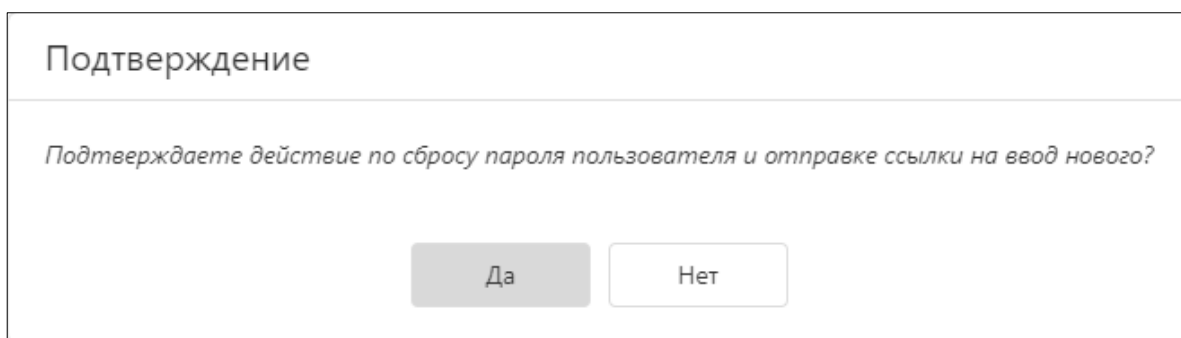 Подтверждение
Подтверждаете действие по сбросу пароля пользователя и отправке ссылки на ввод нового?
Да
Нет